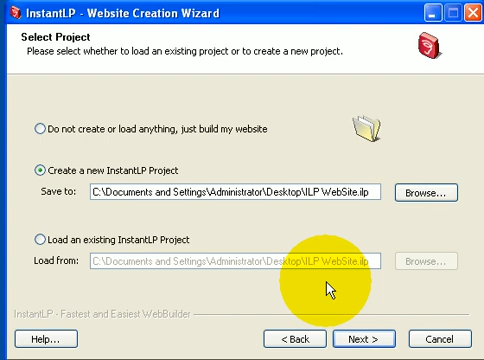 InstantLP - Website Creation Wizard
Select Project
Please select whether to load an existing project or to create a new project.
Do not create or load anything, just build my website
Create a new InstantLP Project
Save to: C:\Documents and Settings\Administrator\Desktop\ILP WebSite.ilp Browse...
Load an existing InstantLP Project
Load from: C:\Documents and Settings\Administrator\Desktop\ILP WebSite.ilp Browse...
InstantLP - Fastest and Easiest WebBuilder
Help... < Back Next > Cancel